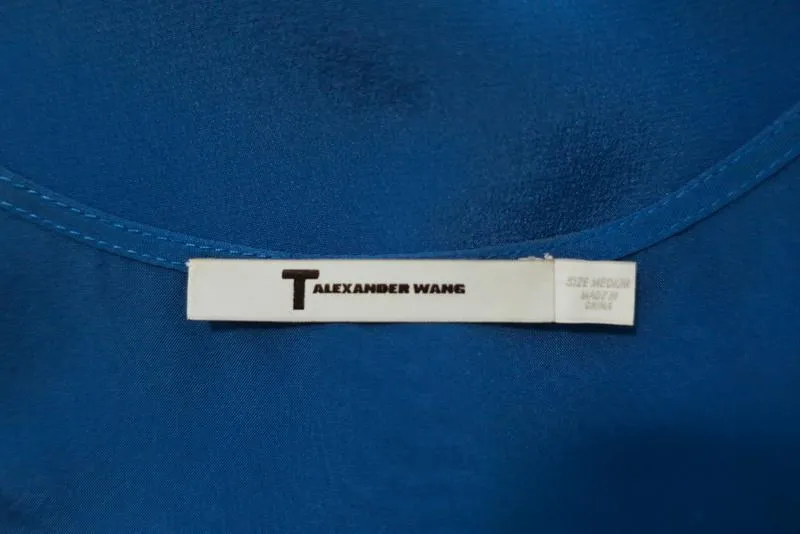 T ALEXANDER WANG
SIZE MEDIUM
MADE IN
CHINA